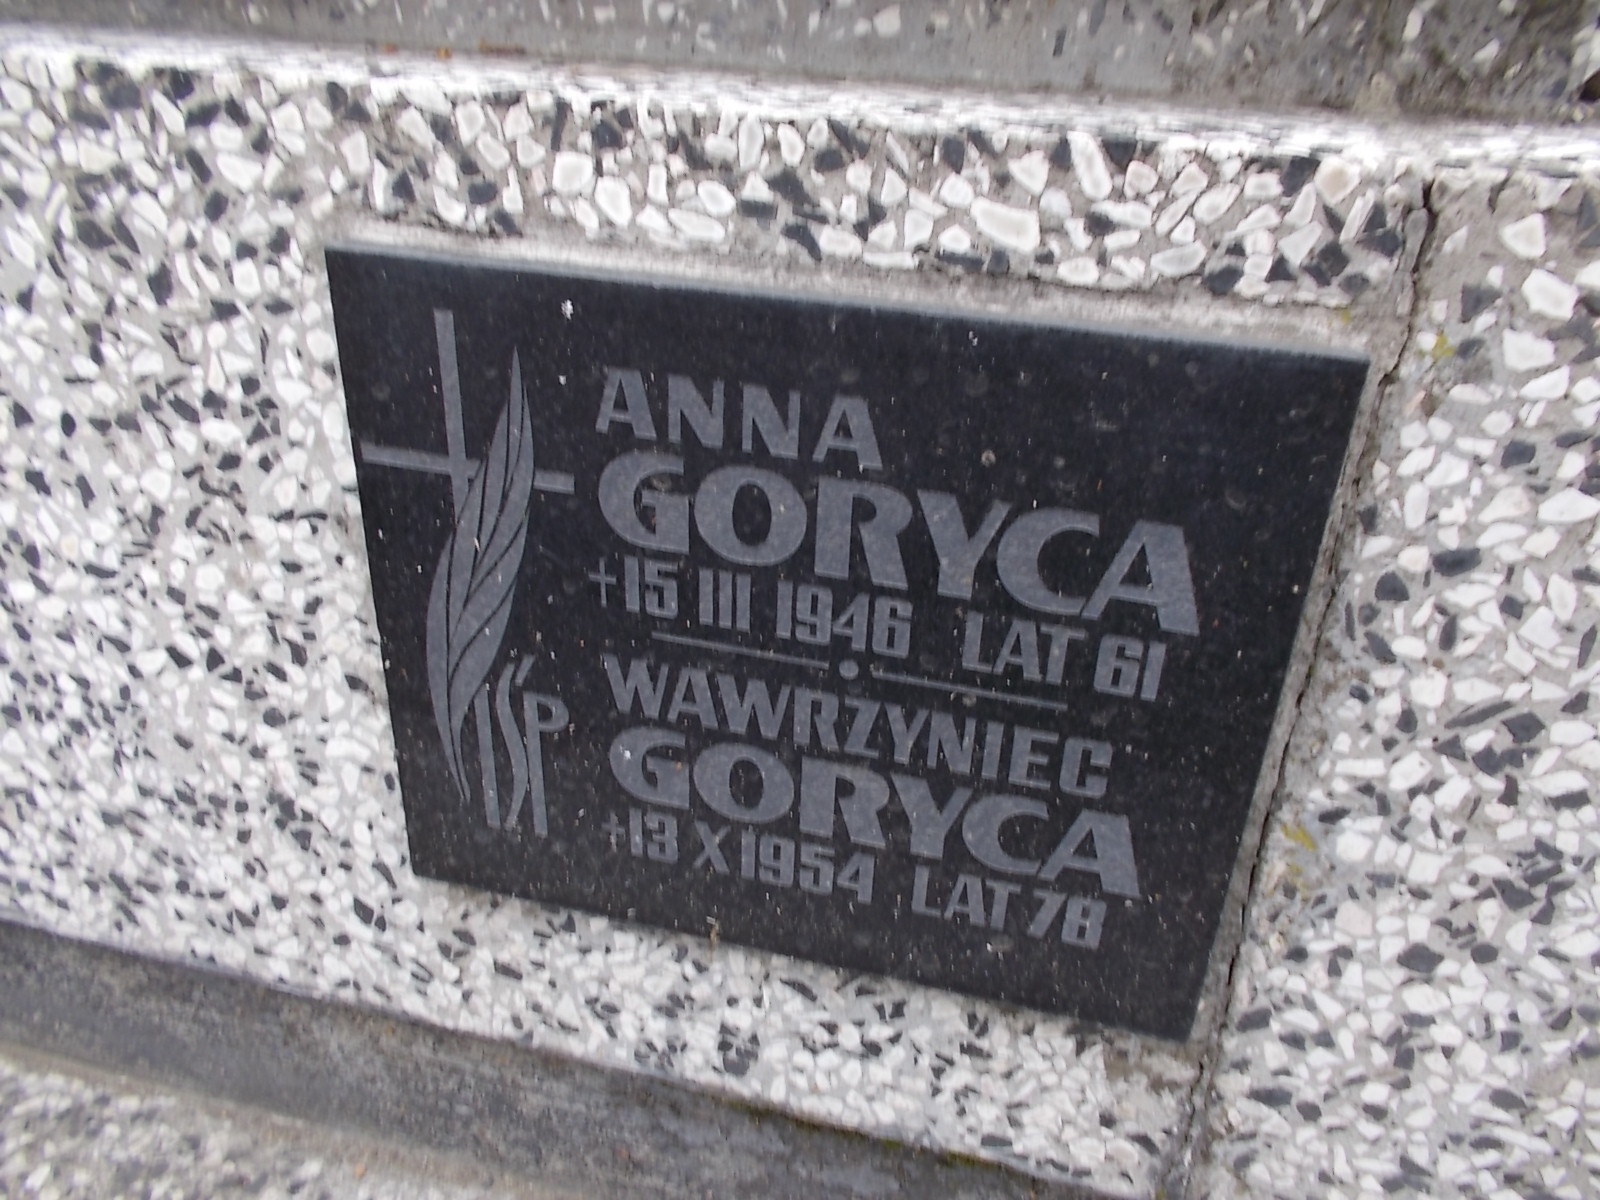 ANNA
GORYCA
+15 III 1946 LAT 61
WAWRZYNIEC
GORYCA
+13 X 1954 LAT 78
ŚP